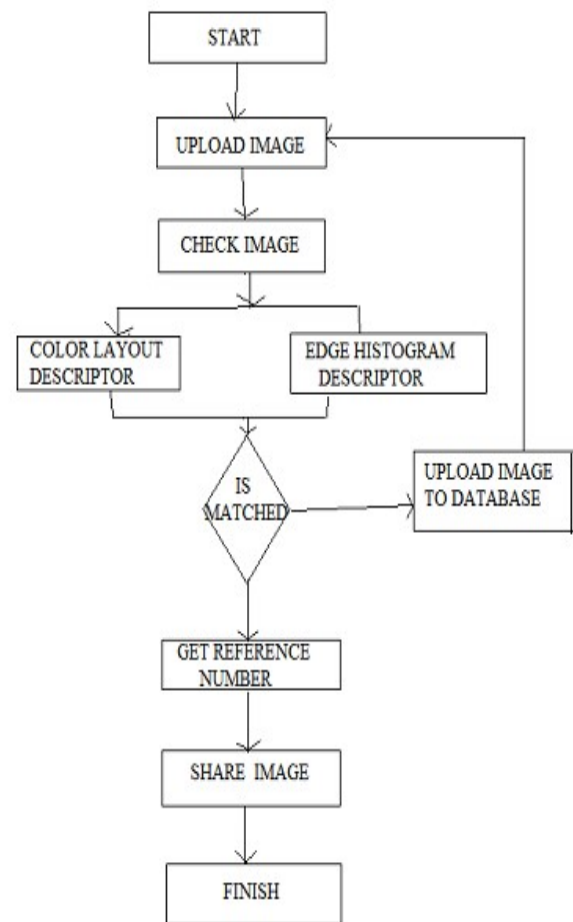 START
UPLOAD IMAGE
CHECK IMAGE
COLOR LAYOUT
DESCRIPTOR
EDGE HISTOGRAM
DESCRIPTOR
IS
MATCHED
UPLOAD IMAGE
TO DATABASE
GET REFERENCE
NUMBER
SHARE IMAGE
FINISH